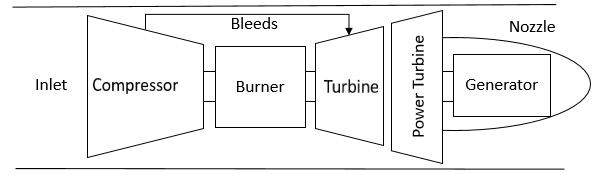 Bleeds
Nozzle
Inlet
Compressor
Burner
Turbine
Power Turbine
Generator